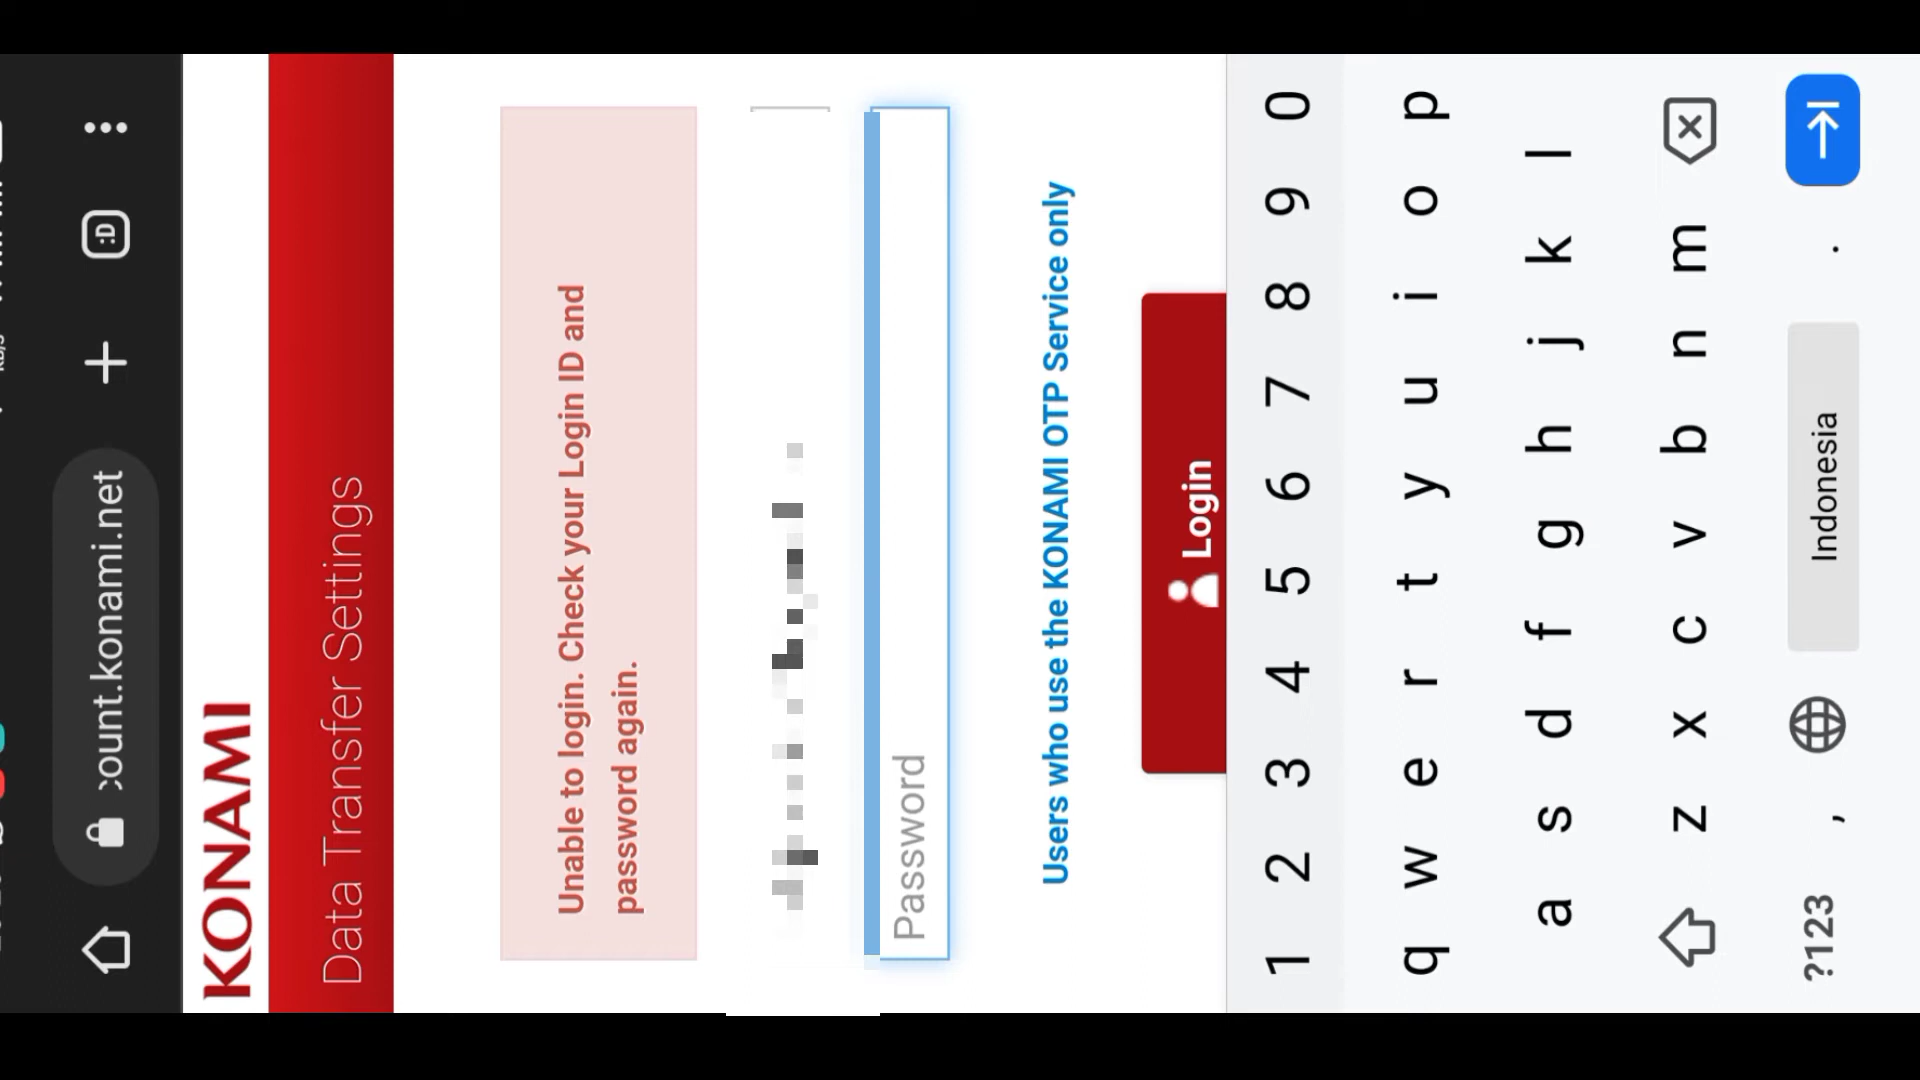 :ount.konami.net
:D
KONAMI
Data Transfer Settings
Unable to login. Check your Login ID and
password again.
Password
Users who use the KONAMI OTP Service only
Login
1 2 3 4 5 6 7 8 9 0
q w e r t y u i o p
a s d f g h j k l
z x c v b n m
?123 , Indonesia .